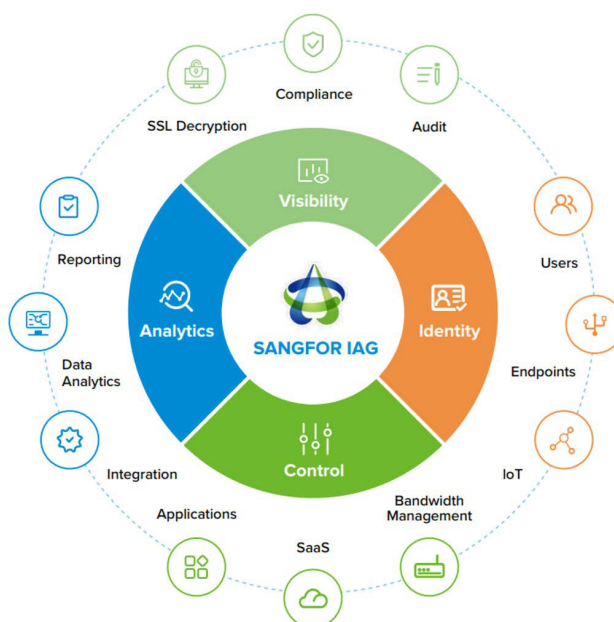 Compliance
SSL Decryption
Audit
Visibility
Reporting
Users
Analytics
SANGFOR IAG
Identity
Data
Analytics
Endpoints
Integration
IoT
Control
Applications
Bandwidth
Management
SaaS